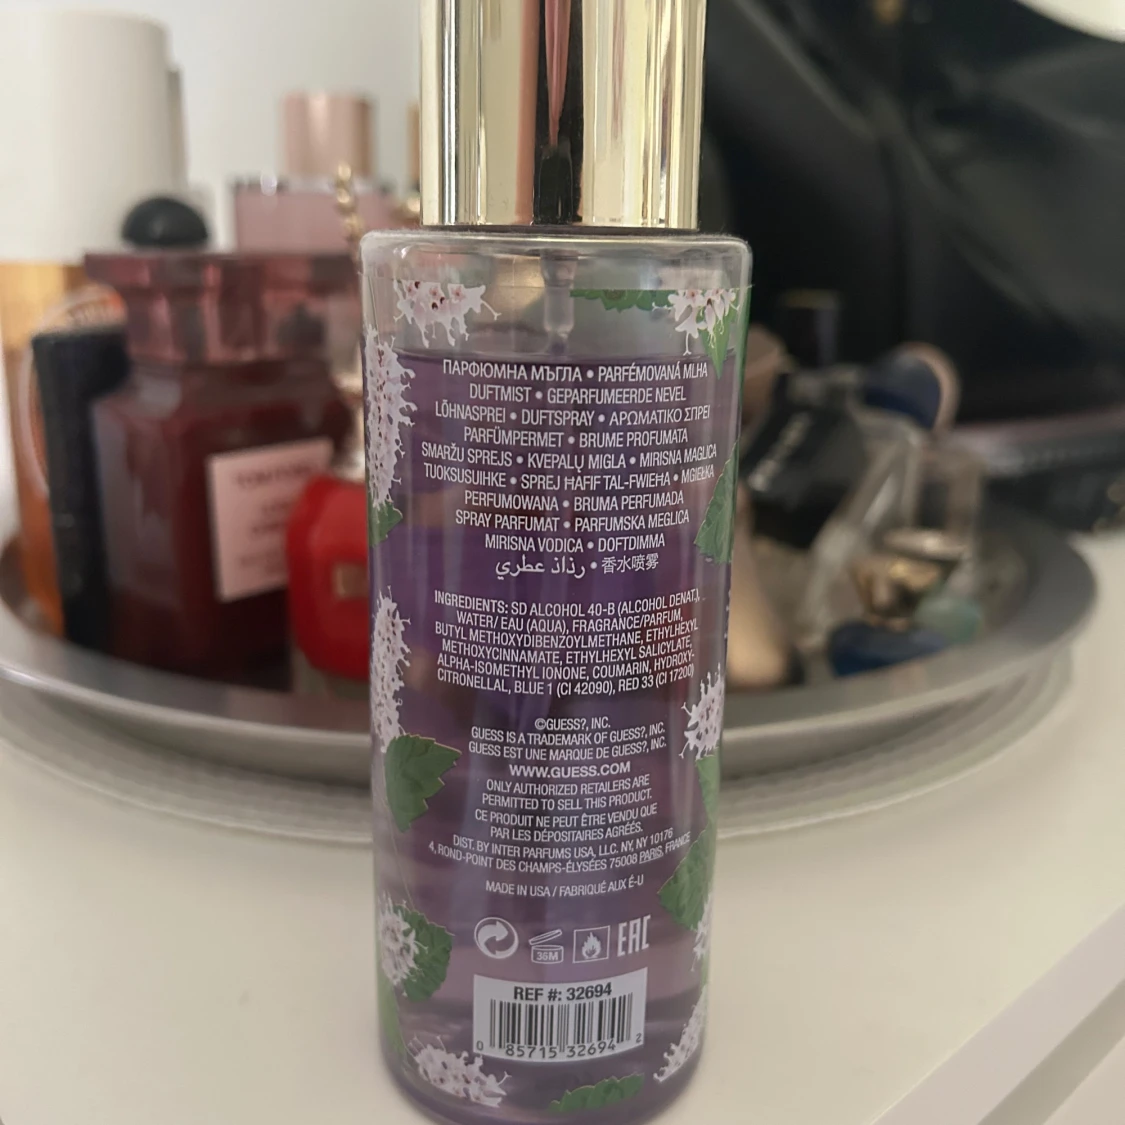 ПАРФЮМНА МЪГЛА • PARFÉMOVANÁ MLHA
DUFTMIST • GEPARFUMEERDE NEVEL
LÕHNASPREI • DUFTSPRAY • ΑΡΩΜΑΤΙΚΟ ΣΠΡΕΙ
PARFÜMPERMET • BRUME PROFUMATA
SMARŽU SPREJS • KVEPALŲ MIGLA • MIRISNA MAGLICA
TUOKSUSUIHKE • SPREJ ĦAFIF TAL-FWIEĦA • MGIEŁKA
PERFUMOWANA • BRUMA PERFUMADA
SPRAY PARFUMAT • PARFUMSKA MEGLICA
MIRISNA VODICA • DOFTDIMMA
رذاذ عطري • 香水喷雾
INGREDIENTS: SD ALCOHOL 40-B (ALCOHOL DENAT.),
WATER/ EAU (AQUA), FRAGRANCE/PARFUM,
BUTYL METHOXYDIBENZOYLMETHANE, ETHYLHEXYL
METHOXYCINNAMATE, ETHYLHEXYL SALICYLATE,
ALPHA-ISOMETHYL IONONE, COUMARIN, HYDROXY-
CITRONELLAL, BLUE 1 (CI 42090), RED 33 (CI 17200)
©GUESS?, INC.
GUESS IS A TRADEMARK OF GUESS?, INC.
GUESS EST UNE MARQUE DE GUESS?, INC.
WWW.GUESS.COM
ONLY AUTHORIZED RETAILERS ARE
PERMITTED TO SELL THIS PRODUCT.
CE PRODUIT NE PEUT ÊTRE VENDU QUE
PAR LES DÉPOSITAIRES AGRÉÉS.
DIST. BY INTER PARFUMS USA, LLC. NY, NY 10176
4, ROND-POINT DES CHAMPS-ÉLYSÉES 75008 PARIS, FRANCE
MADE IN USA / FABRIQUÉ AUX É-U
36M EAC
REF #: 32694
0 85715 32694 2
TOM FORD